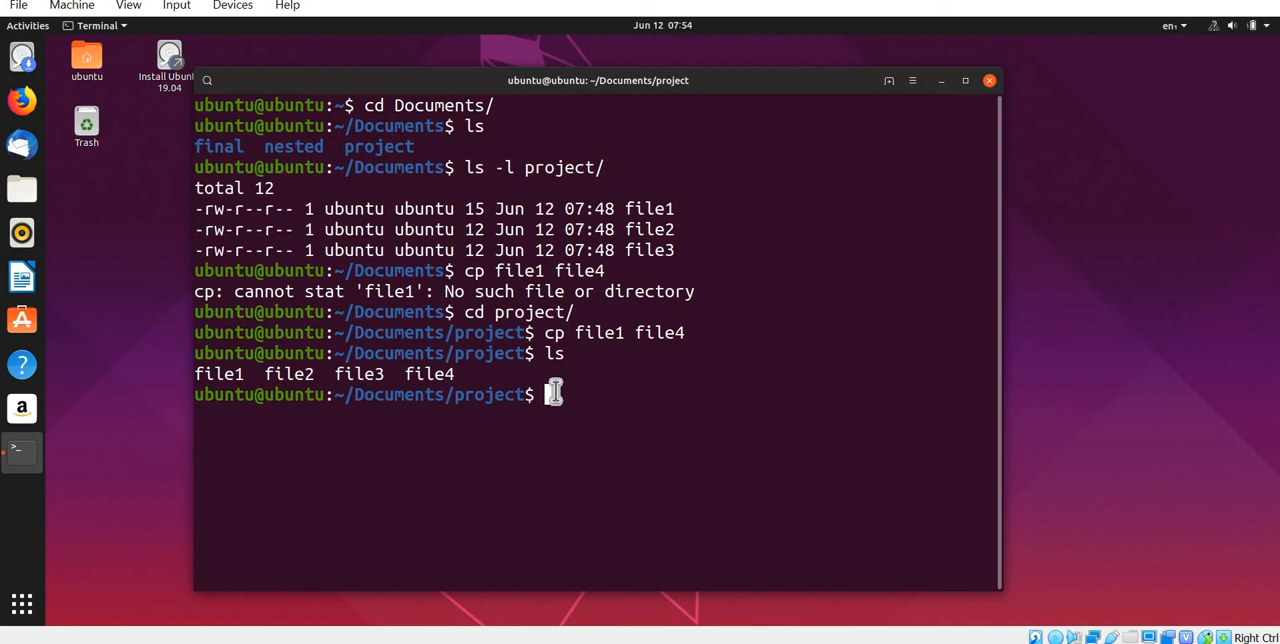 File Machine View Input Devices Help
Activities Terminal Jun 12 07:54 en₁
ubuntu
Install Ubun
19.04
Trash
ubuntu@ubuntu: ~/Documents/project
ubuntu@ubuntu:~$ cd Documents/
ubuntu@ubuntu:~/Documents$ ls
final nested project
ubuntu@ubuntu:~/Documents$ ls -l project/
total 12
-rw-r--r-- 1 ubuntu ubuntu 15 Jun 12 07:48 file1
-rw-r--r-- 1 ubuntu ubuntu 12 Jun 12 07:48 file2
-rw-r--r-- 1 ubuntu ubuntu 12 Jun 12 07:48 file3
ubuntu@ubuntu:~/Documents$ cp file1 file4
cp: cannot stat 'file1': No such file or directory
ubuntu@ubuntu:~/Documents$ cd project/
ubuntu@ubuntu:~/Documents/project$ cp file1 file4
ubuntu@ubuntu:~/Documents/project$ ls
file1 file2 file3 file4
ubuntu@ubuntu:~/Documents/project$
Right Ctrl